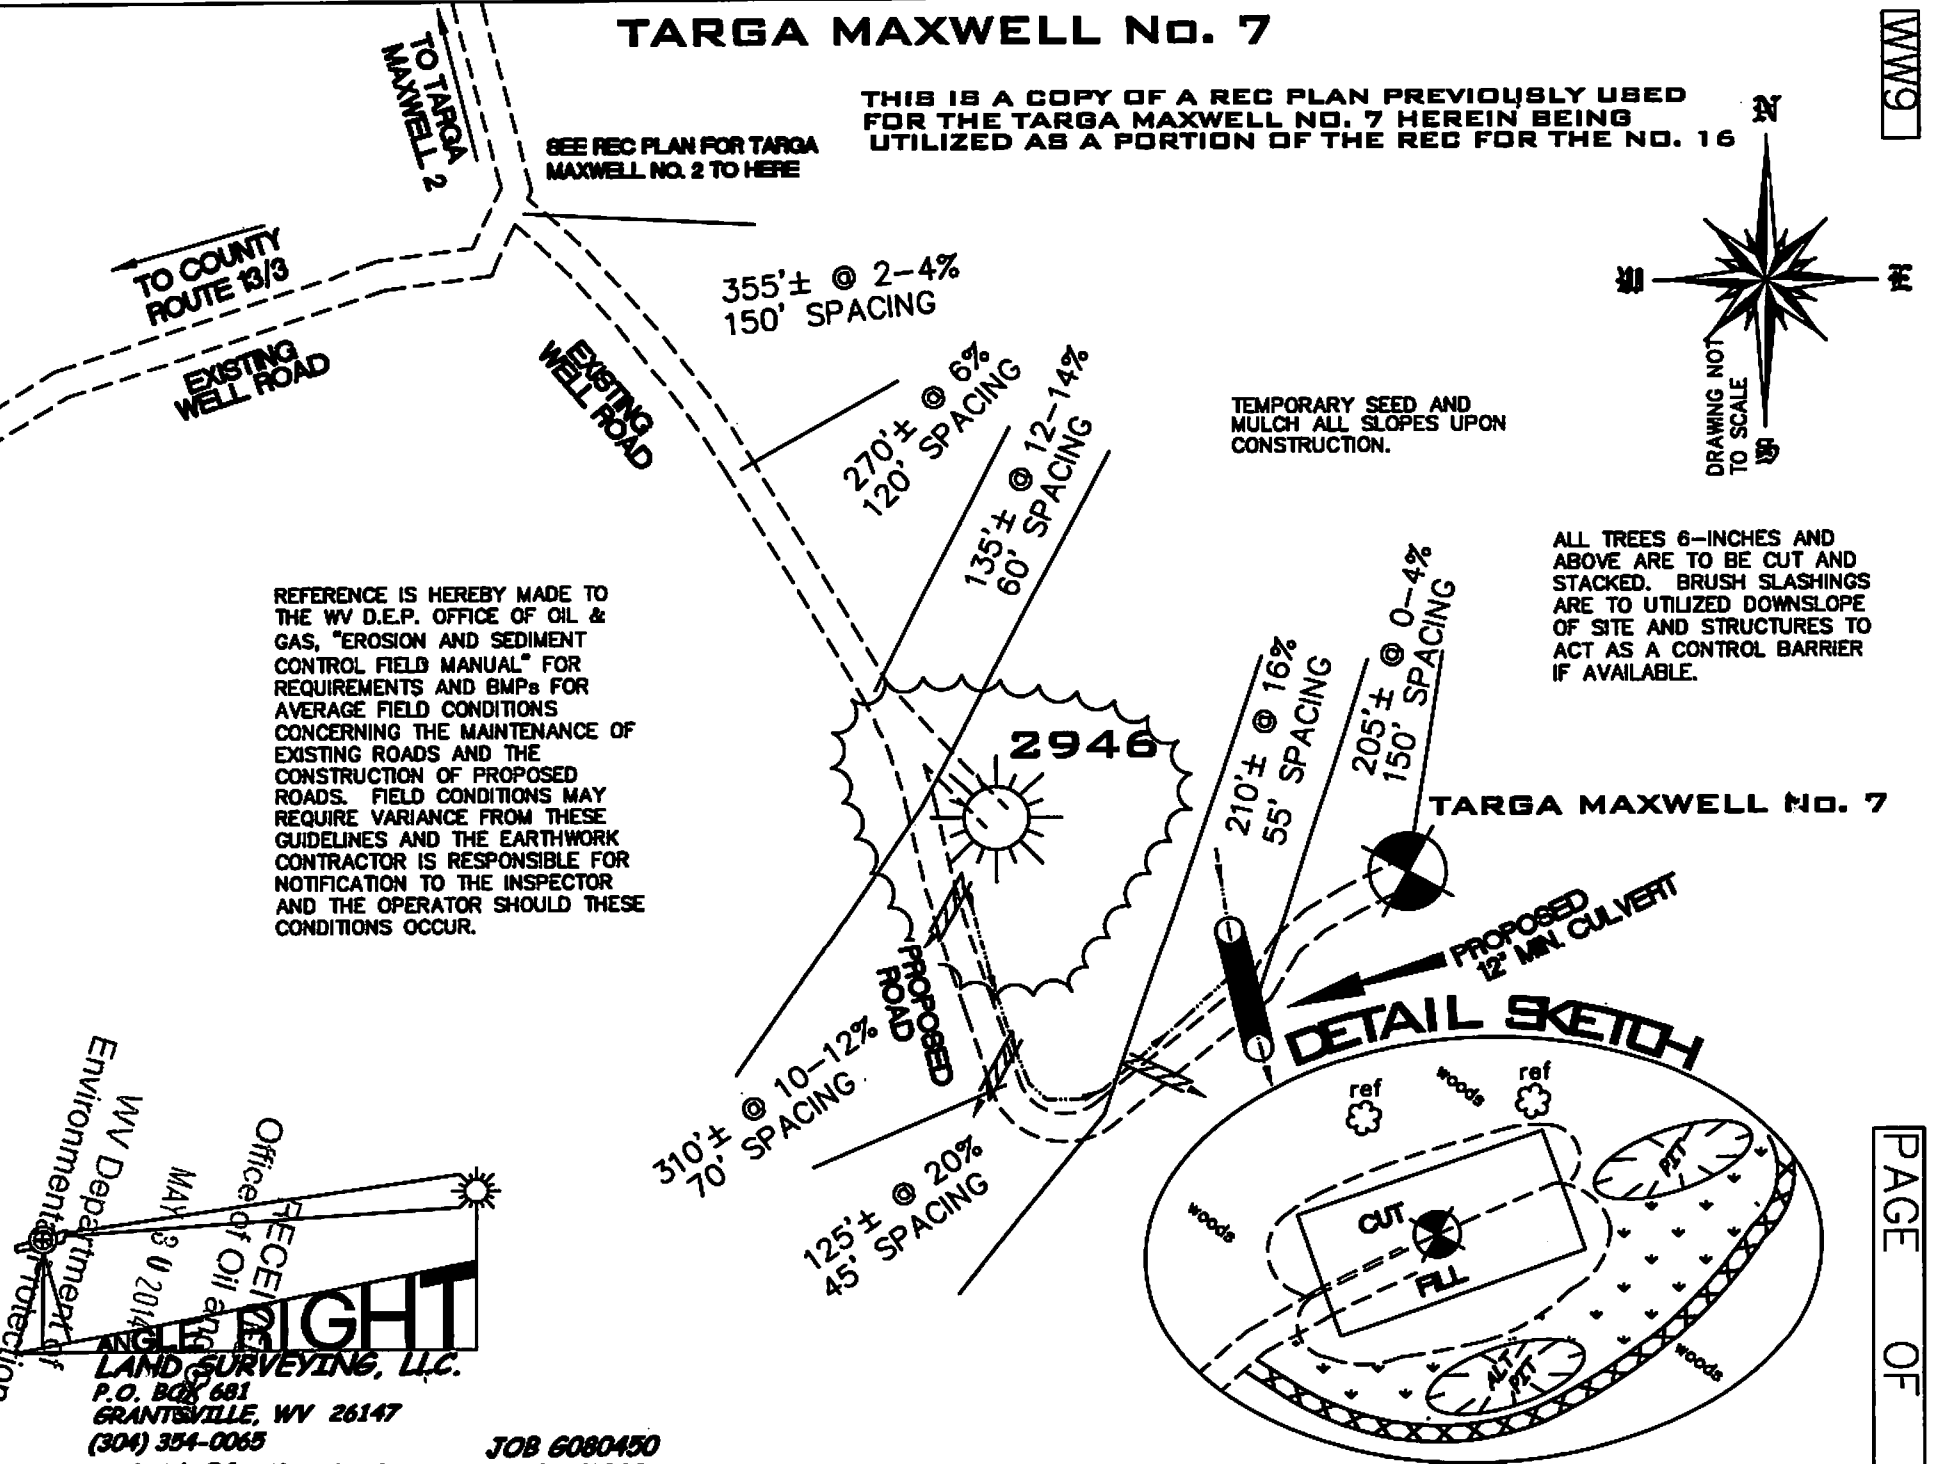 TARGA MAXWELL No. 7
WW9
THIS IS A COPY OF A REC PLAN PREVIOUSLY USED
FOR THE TARGA MAXWELL NO. 7 HEREIN BEING
UTILIZED AS A PORTION OF THE REC FOR THE NO. 16
TO TARGA
MAXWELL 2
SEE REC PLAN FOR TARGA
MAXWELL NO. 2 TO HERE
N
E
S
DRAWING NOT
TO SCALE
TO COUNTY
ROUTE 13/3
EXISTING
WELL ROAD
EXISTING
WELL ROAD
355'± @ 2-4%
150' SPACING
270'± @ 6%
120' SPACING
135'± @ 12-14%
60' SPACING
TEMPORARY SEED AND
MULCH ALL SLOPES UPON
CONSTRUCTION.
ALL TREES 6-INCHES AND
ABOVE ARE TO BE CUT AND
STACKED. BRUSH SLASHINGS
ARE TO UTILIZED DOWNSLOPE
OF SITE AND STRUCTURES TO
ACT AS A CONTROL BARRIER
IF AVAILABLE.
REFERENCE IS HEREBY MADE TO
THE WV D.E.P. OFFICE OF OIL &
GAS, "EROSION AND SEDIMENT
CONTROL FIELD MANUAL" FOR
REQUIREMENTS AND BMPs FOR
AVERAGE FIELD CONDITIONS
CONCERNING THE MAINTENANCE OF
EXISTING ROADS AND THE
CONSTRUCTION OF PROPOSED
ROADS. FIELD CONDITIONS MAY
REQUIRE VARIANCE FROM THESE
GUIDELINES AND THE EARTHWORK
CONTRACTOR IS RESPONSIBLE FOR
NOTIFICATION TO THE INSPECTOR
AND THE OPERATOR SHOULD THESE
CONDITIONS OCCUR.
2946
210'± @ 16%
55' SPACING
205'± @ 0-4%
150' SPACING
TARGA MAXWELL No. 7
PROPOSED
12" MIN. CULVERT
PROPOSED
ROAD
310'± @ 10-12%
70' SPACING
125'± @ 20%
45' SPACING
DETAIL SKETCH
ref
woods
ref
PIT
woods
CUT
FILL
ALT
PIT
woods
PAGE OF
RECEIVED
Office of Oil and
MAY 30 2014
WV Department of
Environmental Protection
ANGLE RIGHT
LAND SURVEYING, LLC.
P.O. BOX 681
GRANTSVILLE, WV 26147
(304) 354-0065
JOB 6080450